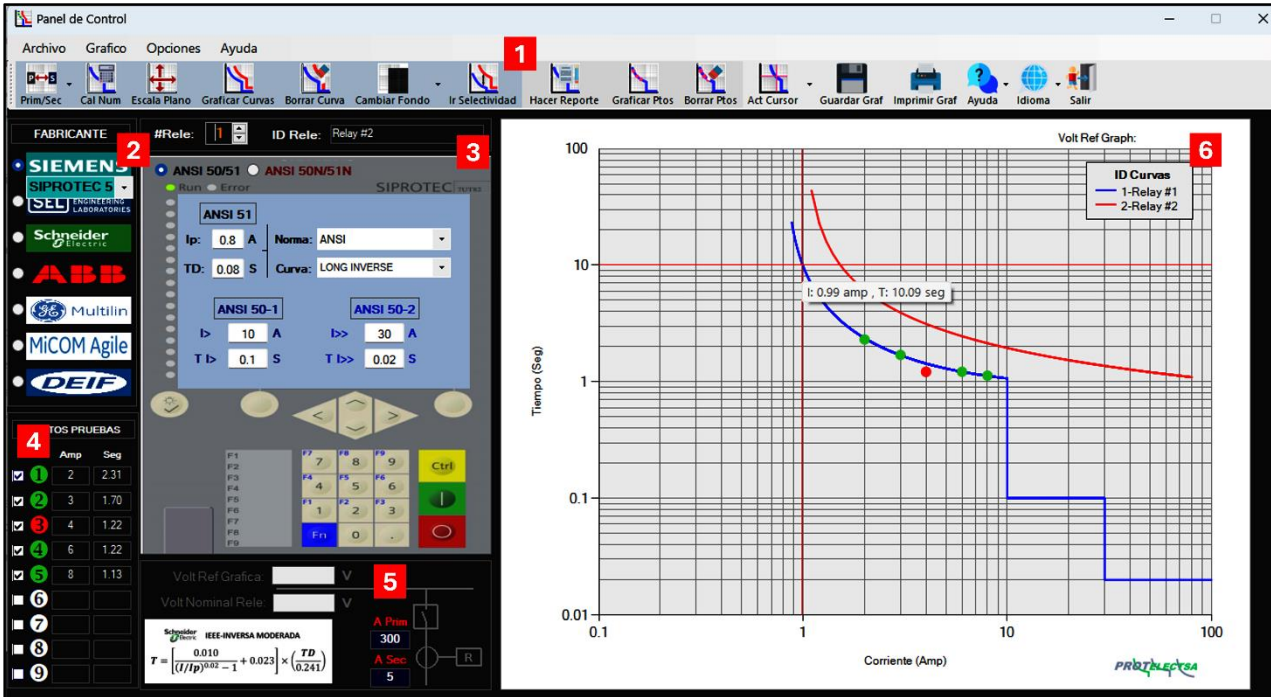 Panel de Control
Archivo Grafico Opciones Ayuda
1
Prim/Sec Cal Num Escala Plano Graficar Curvas Borrar Curva Cambiar Fondo Ir Selectividad Hacer Reporte Graficar Ptos Borrar Ptos Act Cursor Guardar Graf Imprimir Graf Ayuda Idioma Salir
FABRICANTE
2
SIEMENS
SIPROTEC 5
SEL ENGINEERING LABORATORIES
Schneider Electric
ABB
GE Multilin
MiCOM Agile
DEIF
#Rele: 1 ID Rele: Relay #2
3
ANSI 50/51 ANSI 50N/51N
Run Error SIPROTEC
ANSI 51
Ip: 0.8 A Norma: ANSI
TD: 0.08 S Curva: LONG INVERSE
ANSI 50-1 ANSI 50-2
I> 10 A I>> 30 A
T I> 0.1 S T I>> 0.02 S
F1
F2
F3
F4
F5
F6
F7
F8
F9
F7 7 F8 8 F9 9 Ctrl
F4 4 F5 5 F6 6
F1 1 F2 2 F3 3
Fn 0 .
4
TOS PRUEBAS
Amp Seg
1 2 2.31
2 3 1.70
3 4 1.22
4 6 1.22
5 8 1.13
6
7
8
9
5
Volt Ref Grafica: V
Volt Nominal Rele: V
Schneider Electric IEEE-INVERSA MODERADA
T = [0.010 / ((I/Ip)^0.02 − 1) + 0.023] × (TD / 0.241)
A Prim
300
A Sec
5
R
Volt Ref Graph:
6
ID Curvas
1-Relay #1
2-Relay #2
I: 0.99 amp , T: 10.09 seg
Tiempo (Seg)
100
10
1
0.1
0.01
0.1 1 10 100
Corriente (Amp)
PROTELECTSA